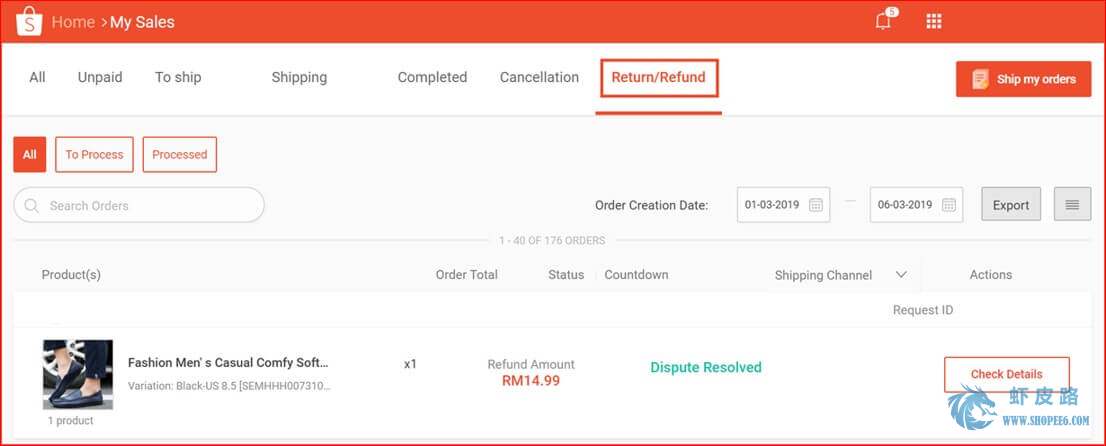 S Home > My Sales 5
All Unpaid To ship Shipping Completed Cancellation Return/Refund Ship my orders
All To Process Processed
Search Orders Order Creation Date: 01-03-2019 — 06-03-2019 Export
1 - 40 OF 176 ORDERS
Product(s) Order Total Status Countdown Shipping Channel Actions
Request ID
Fashion Men' s Casual Comfy Soft... x1 Refund Amount Dispute Resolved Check Details
Variation: Black-US 8.5 [SEMHHH007310... RM14.99
1 product
虾皮路
WWW.SHOPEE6.COM